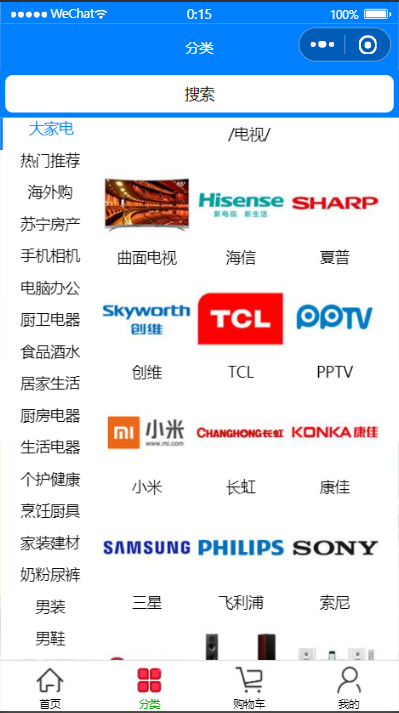 WeChat
0:15
100%
分类
搜索
大家电
热门推荐
海外购
苏宁房产
手机相机
电脑办公
厨卫电器
食品酒水
居家生活
厨房电器
生活电器
个护健康
烹饪厨具
家装建材
奶粉尿裤
男装
男鞋
/电视/
Hisense SHARP
新电视 新生活
曲面电视 海信 夏普
Skyworth TCL PPTV
创维
创维 TCL PPTV
小米 CHANGHONG长虹 KONKA康佳
www.mi.com
小米 长虹 康佳
SAMSUNG PHILIPS SONY
三星 飞利浦 索尼
首页 分类 购物车 我的